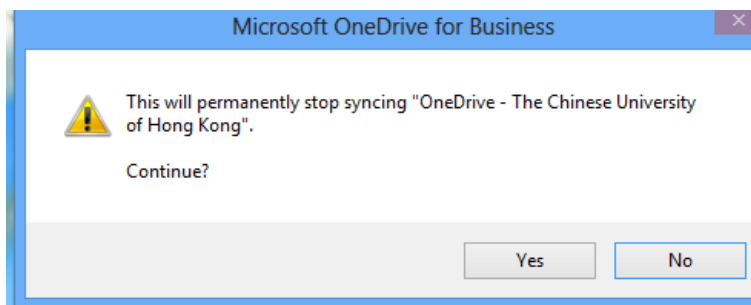 Microsoft OneDrive for Business
This will permanently stop syncing "OneDrive - The Chinese University
of Hong Kong".
Continue?
Yes
No